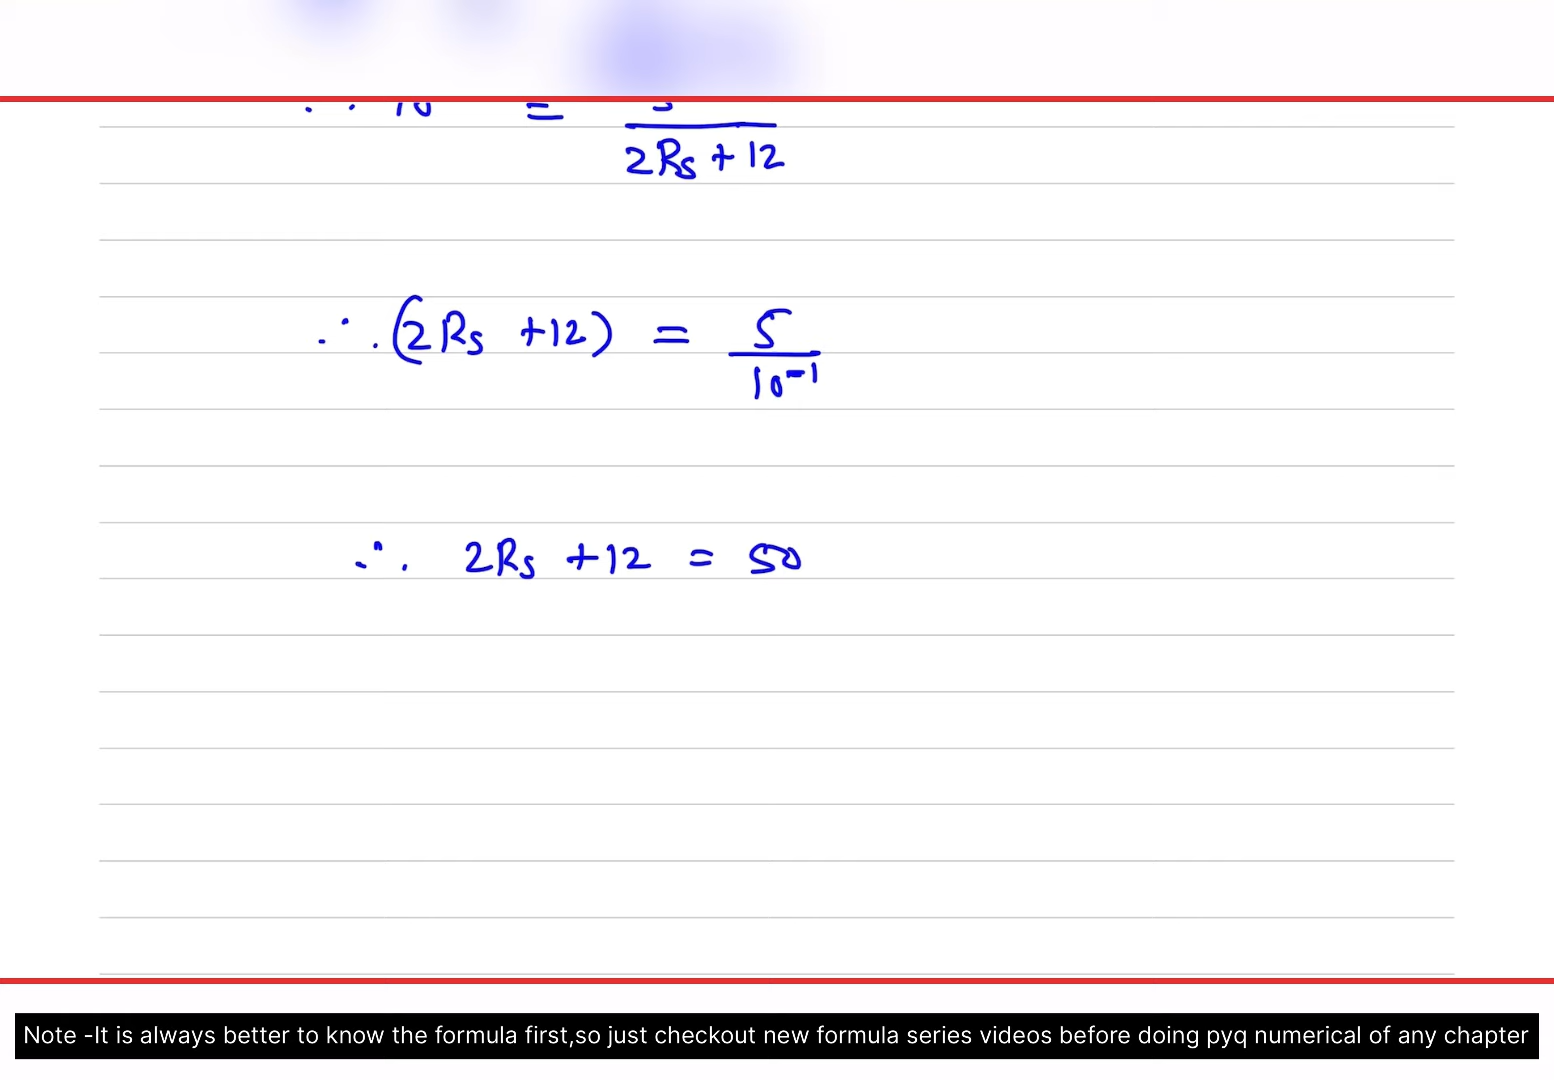 2Rs + 12
∴ (2Rs + 12) = 5 / 10⁻¹
∴ 2Rs + 12 = 50
Note -It is always better to know the formula first,so just checkout new formula series videos before doing pyq numerical of any chapter